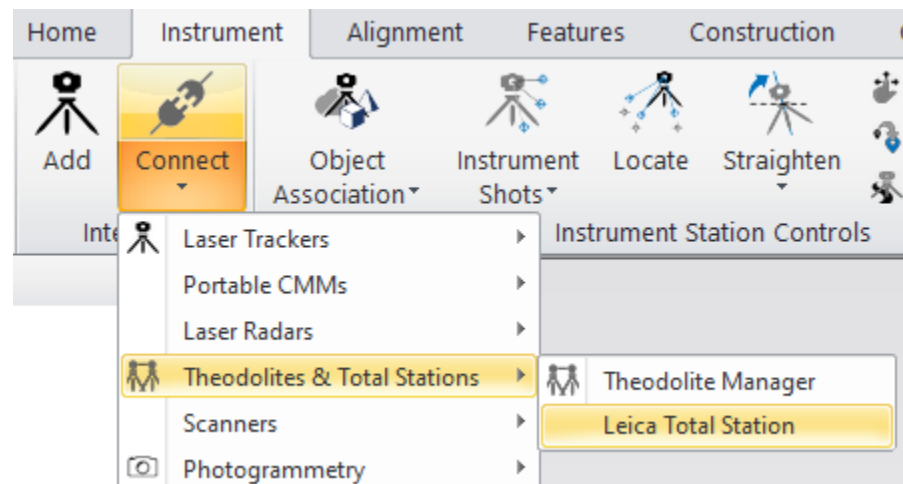 Home Instrument Alignment Features Construction
Add Connect Object Association Instrument Shots Locate Straighten
Instrument Station Controls
Laser Trackers
Portable CMMs
Laser Radars
Theodolites & Total Stations
Theodolite Manager
Leica Total Station
Scanners
Photogrammetry